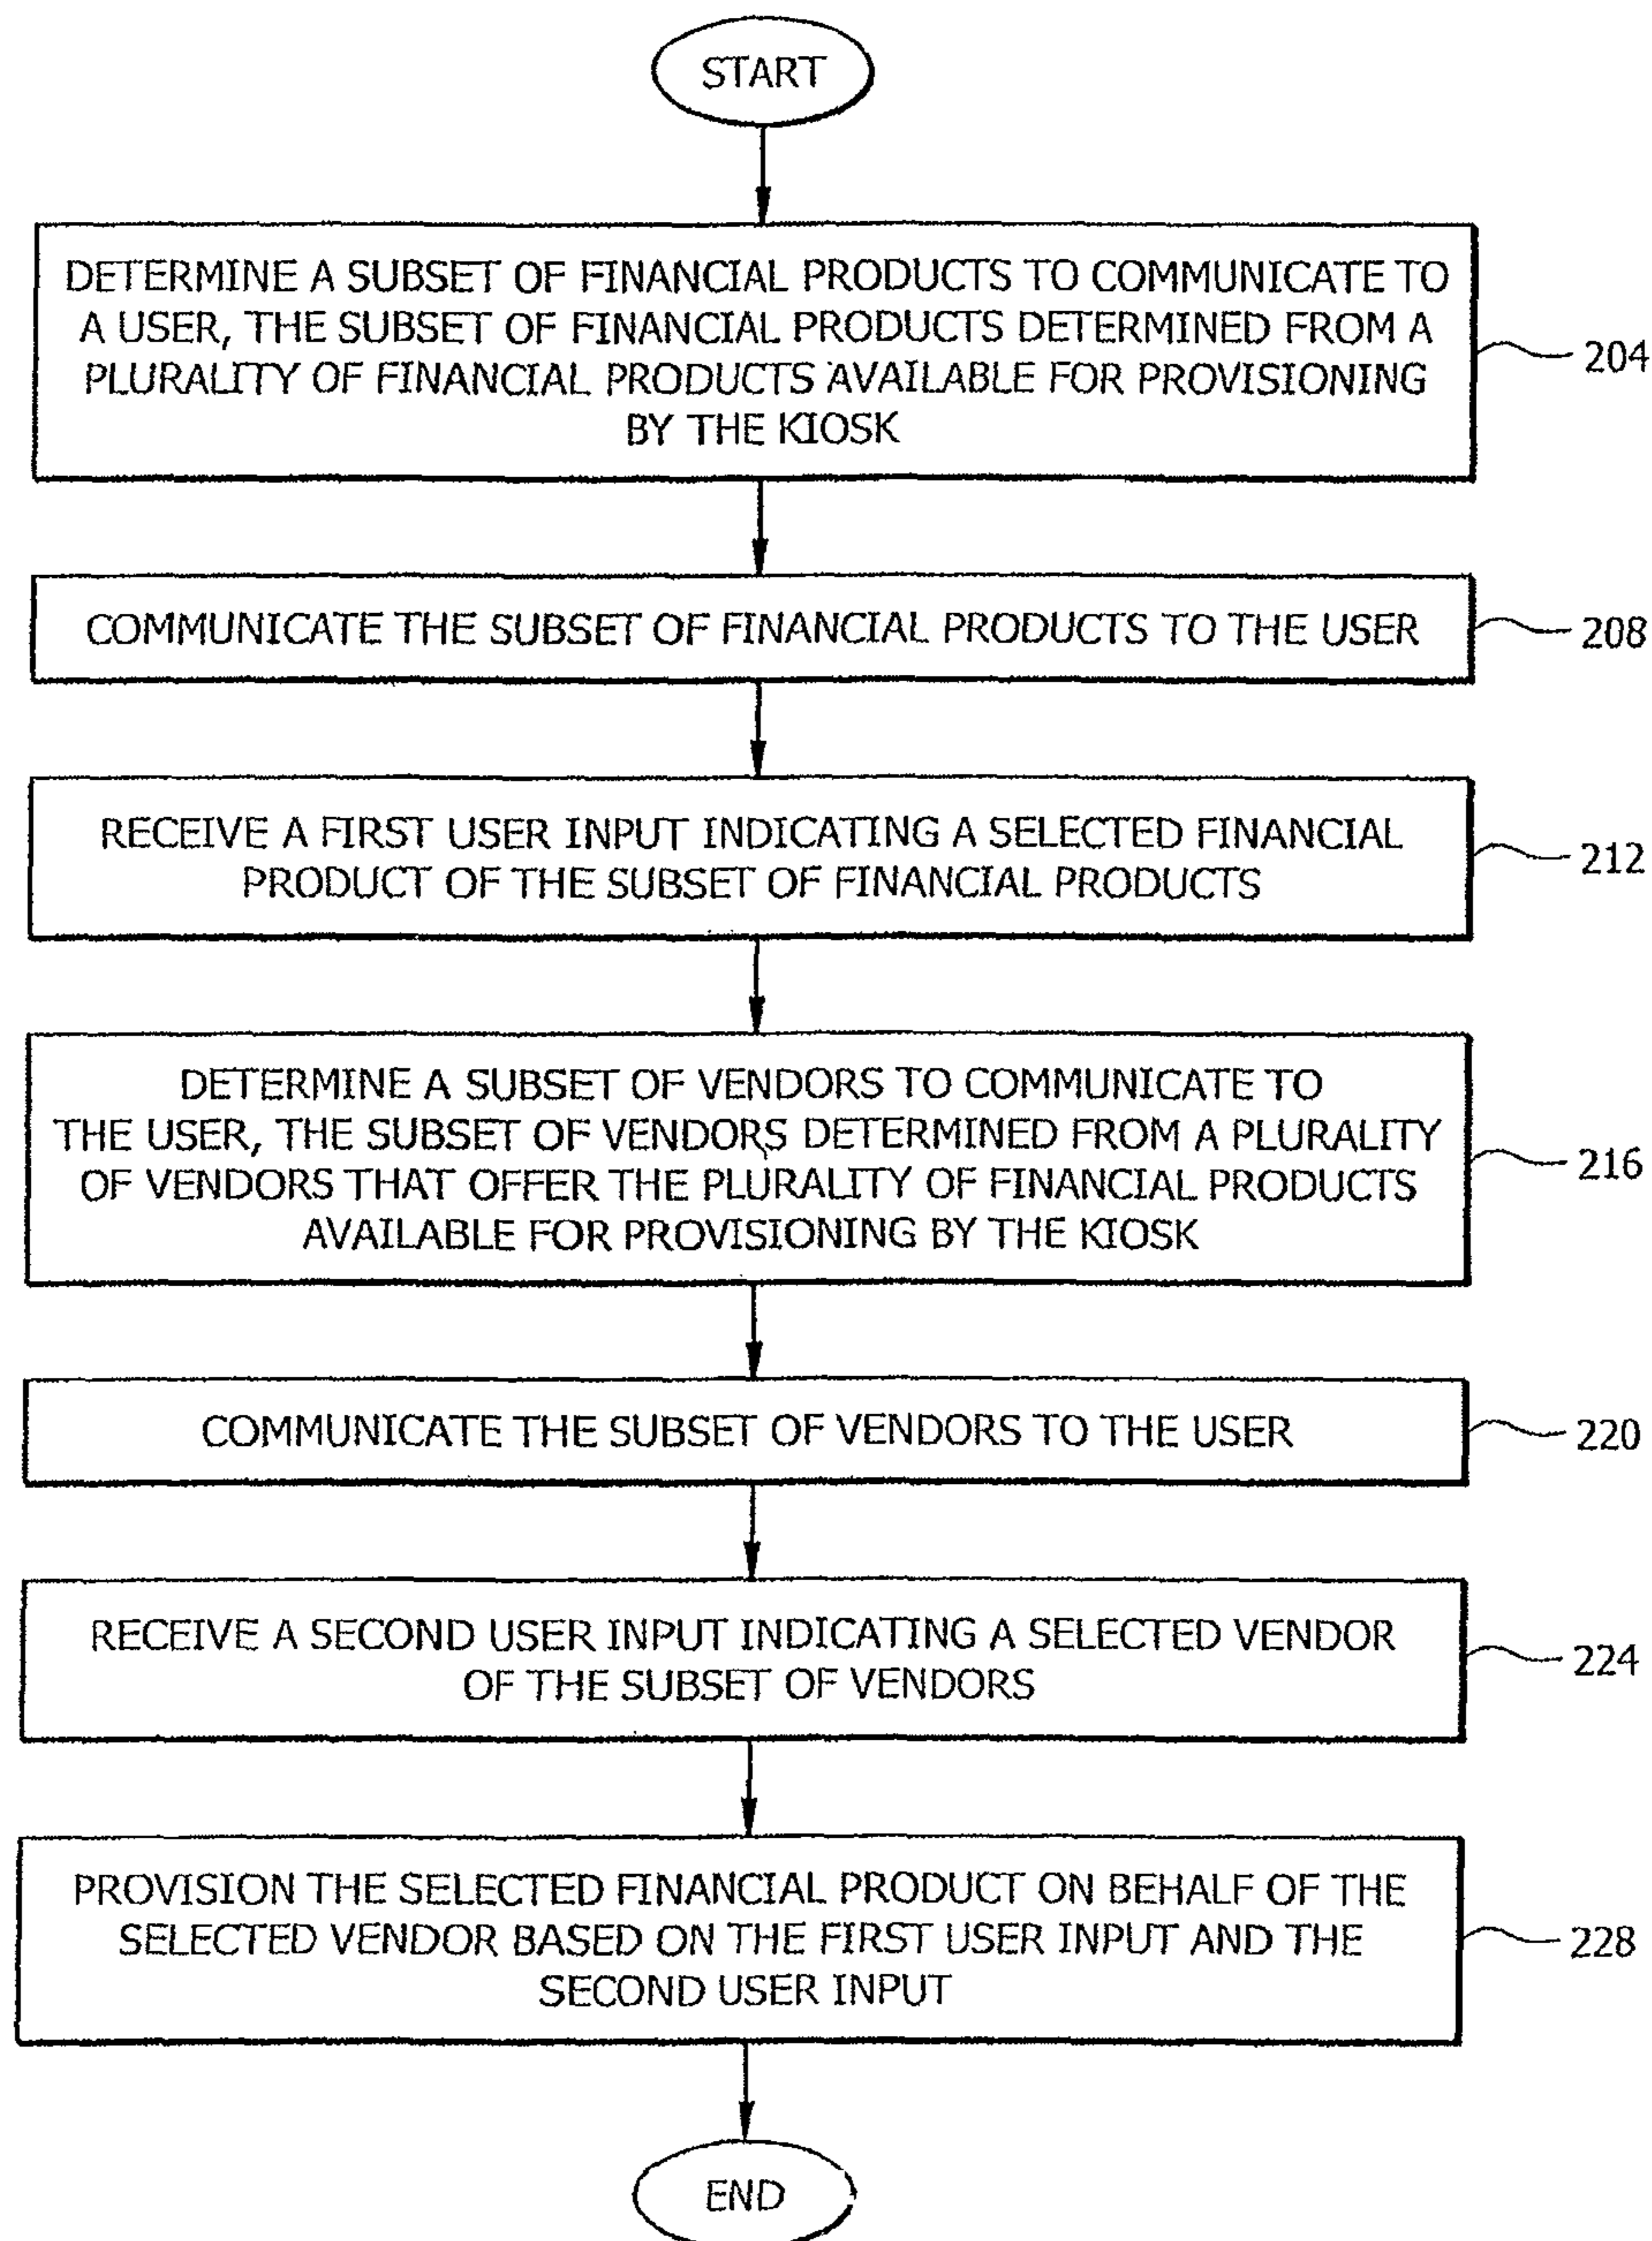 START
DETERMINE A SUBSET OF FINANCIAL PRODUCTS TO COMMUNICATE TO
A USER, THE SUBSET OF FINANCIAL PRODUCTS DETERMINED FROM A
PLURALITY OF FINANCIAL PRODUCTS AVAILABLE FOR PROVISIONING
BY THE KIOSK
204
COMMUNICATE THE SUBSET OF FINANCIAL PRODUCTS TO THE USER
208
RECEIVE A FIRST USER INPUT INDICATING A SELECTED FINANCIAL
PRODUCT OF THE SUBSET OF FINANCIAL PRODUCTS
212
DETERMINE A SUBSET OF VENDORS TO COMMUNICATE TO
THE USER, THE SUBSET OF VENDORS DETERMINED FROM A PLURALITY
OF VENDORS THAT OFFER THE PLURALITY OF FINANCIAL PRODUCTS
AVAILABLE FOR PROVISIONING BY THE KIOSK
216
COMMUNICATE THE SUBSET OF VENDORS TO THE USER
220
RECEIVE A SECOND USER INPUT INDICATING A SELECTED VENDOR
OF THE SUBSET OF VENDORS
224
PROVISION THE SELECTED FINANCIAL PRODUCT ON BEHALF OF THE
SELECTED VENDOR BASED ON THE FIRST USER INPUT AND THE
SECOND USER INPUT
228
END